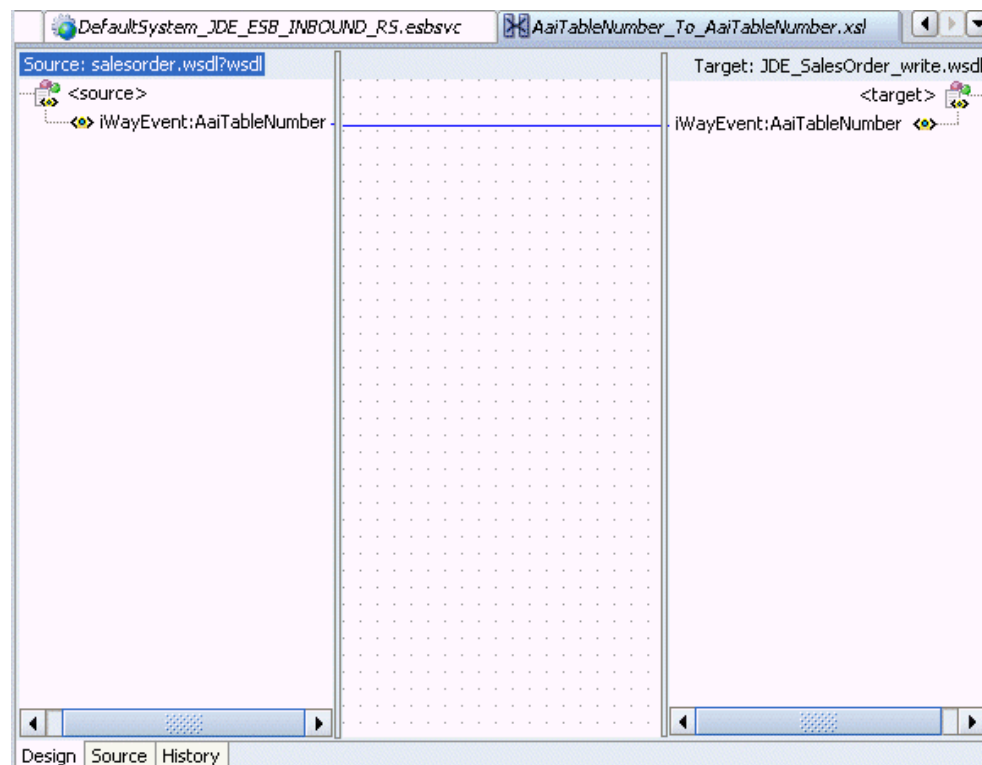 DefaultSystem_JDE_ESB_INBOUND_RS.esbsvc AaiTableNumber_To_AaiTableNumber.xsl
Source: salesorder.wsdl?wsdl Target: JDE_SalesOrder_write.wsdl
<source> <target>
iWayEvent:AaiTableNumber iWayEvent:AaiTableNumber
Design Source History